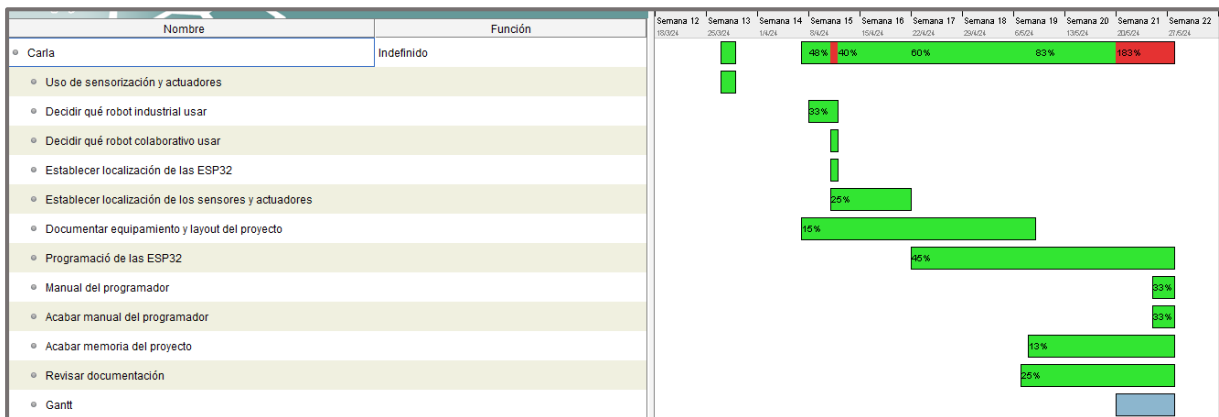 Nombre Función
Semana 12 Semana 13 Semana 14 Semana 15 Semana 16 Semana 17 Semana 18 Semana 19 Semana 20 Semana 21 Semana 22
18/3/24 25/3/24 1/4/24 8/4/24 15/4/24 22/4/24 29/4/24 6/5/24 13/5/24 20/5/24 27/5/24
Carla Indefinido 48% 40% 60% 83% 183%
Uso de sensorización y actuadores
Decidir qué robot industrial usar 33%
Decidir qué robot colaborativo usar
Establecer localización de las ESP32
Establecer localización de los sensores y actuadores 25%
Documentar equipamiento y layout del proyecto 15%
Programació de las ESP32 45%
Manual del programador 33%
Acabar manual del programador 33%
Acabar memoria del proyecto 13%
Revisar documentación 25%
Gantt